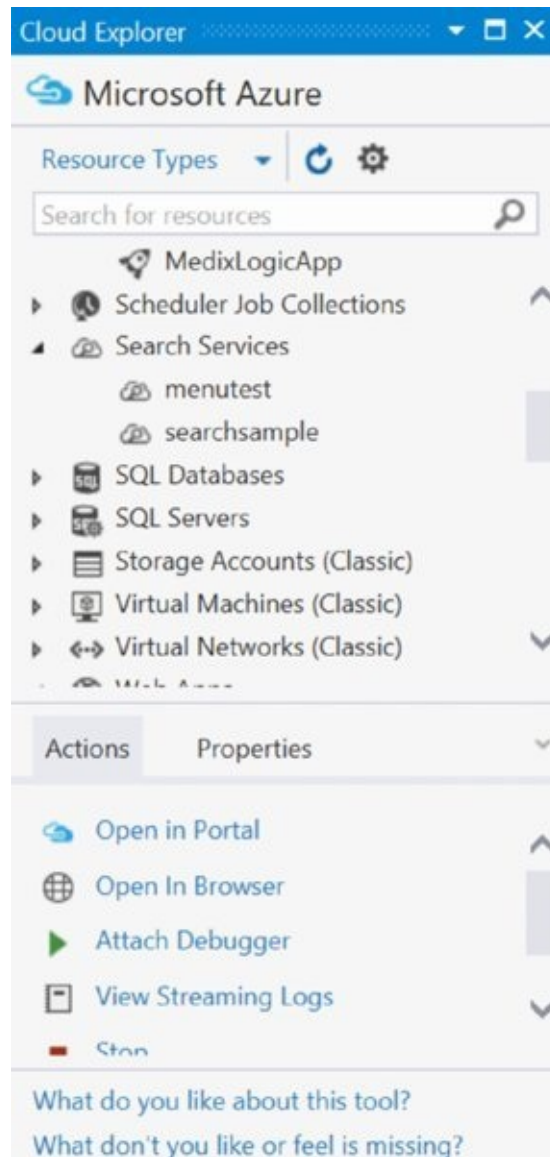 Cloud Explorer
Microsoft Azure
Resource Types
Search for resources
MedixLogicApp
Scheduler Job Collections
Search Services
menutest
searchsample
SQL Databases
SQL Servers
Storage Accounts (Classic)
Virtual Machines (Classic)
Virtual Networks (Classic)
Web Apps
Actions Properties
Open in Portal
Open In Browser
Attach Debugger
View Streaming Logs
Stop
What do you like about this tool?
What don't you like or feel is missing?